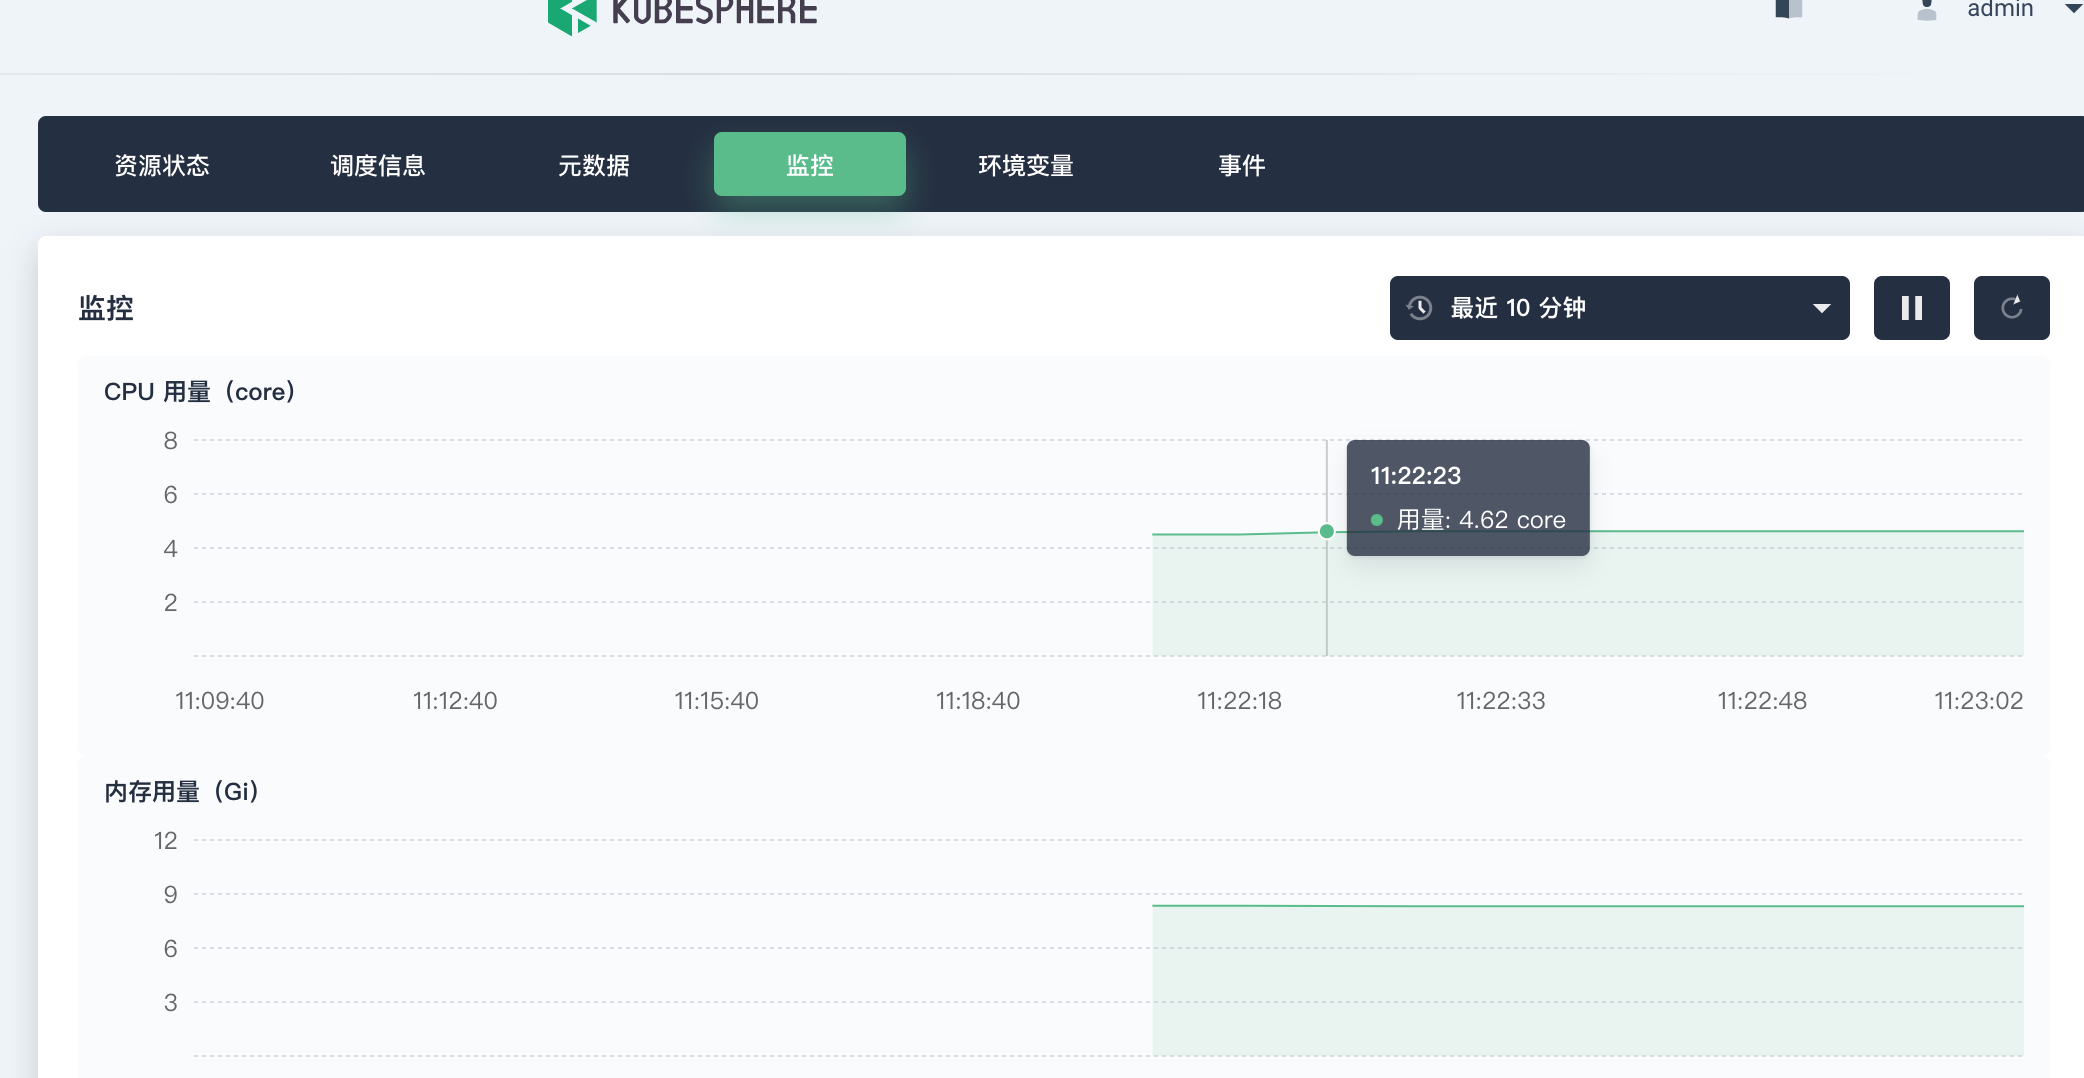 KUBESPHERE
admin
资源状态
调度信息
元数据
监控
环境变量
事件
监控
最近 10 分钟
CPU 用量（core）
8
6
4
2
11:22:23
用量: 4.62 core
11:09:40
11:12:40
11:15:40
11:18:40
11:22:18
11:22:33
11:22:48
11:23:02
内存用量（Gi）
12
9
6
3